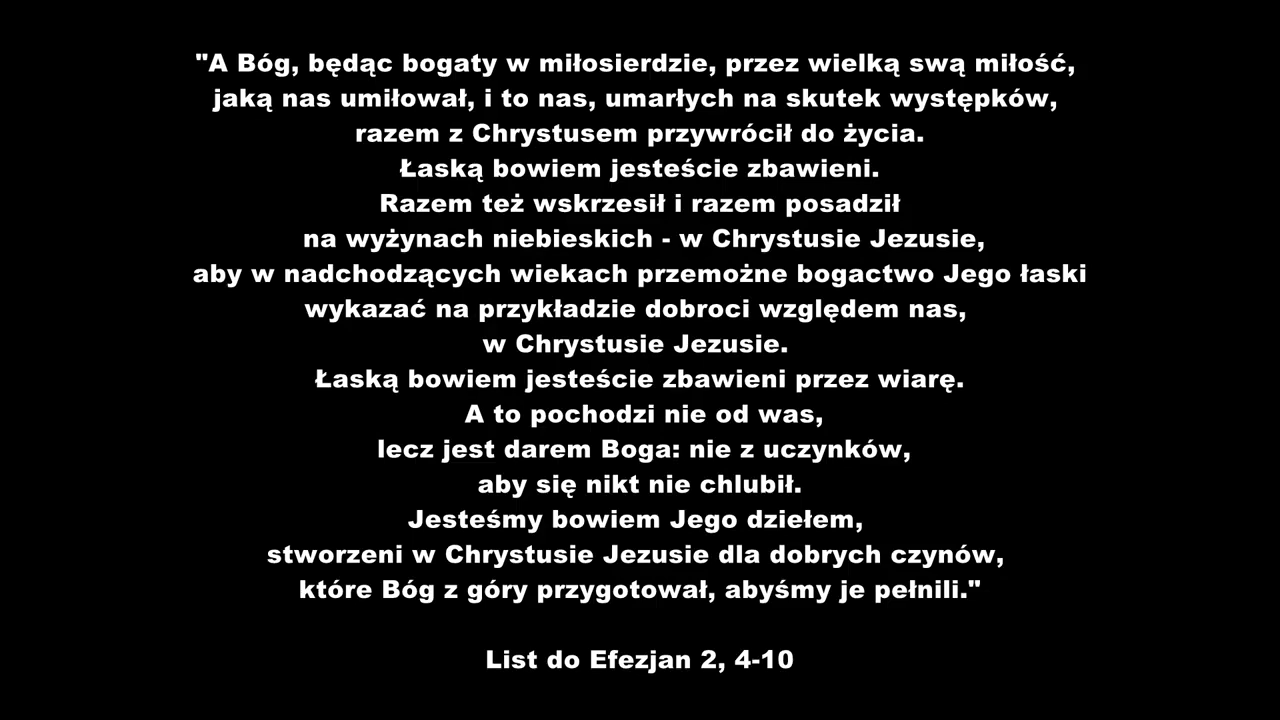 "A Bóg, będąc bogaty w miłosierdzie, przez wielką swą miłość,
jaką nas umiłował, i to nas, umarłych na skutek występków,
razem z Chrystusem przywrócił do życia.
Łaską bowiem jesteście zbawieni.
Razem też wskrzesił i razem posadził
na wyżynach niebieskich - w Chrystusie Jezusie,
aby w nadchodzących wiekach przemożne bogactwo Jego łaski
wykazać na przykładzie dobroci względem nas,
w Chrystusie Jezusie.
Łaską bowiem jesteście zbawieni przez wiarę.
A to pochodzi nie od was,
lecz jest darem Boga: nie z uczynków,
aby się nikt nie chlubił.
Jesteśmy bowiem Jego dziełem,
stworzeni w Chrystusie Jezusie dla dobrych czynów,
które Bóg z góry przygotował, abyśmy je pełnili."
List do Efezjan 2, 4-10